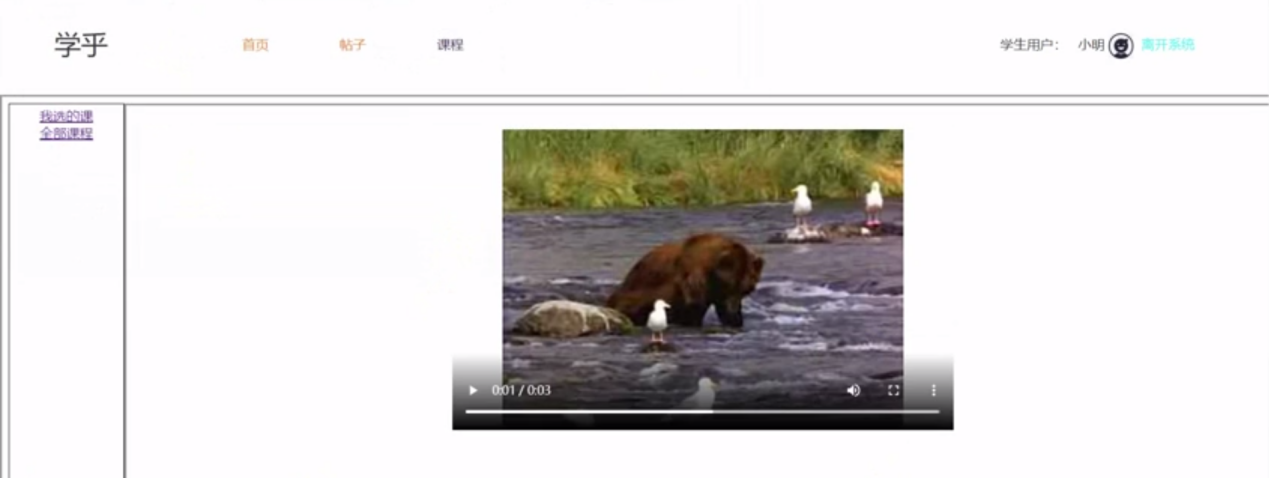 学乎
首页 帖子 课程
学生用户： 小明 离开系统
我选的课
全部课程
0:01 / 0:03